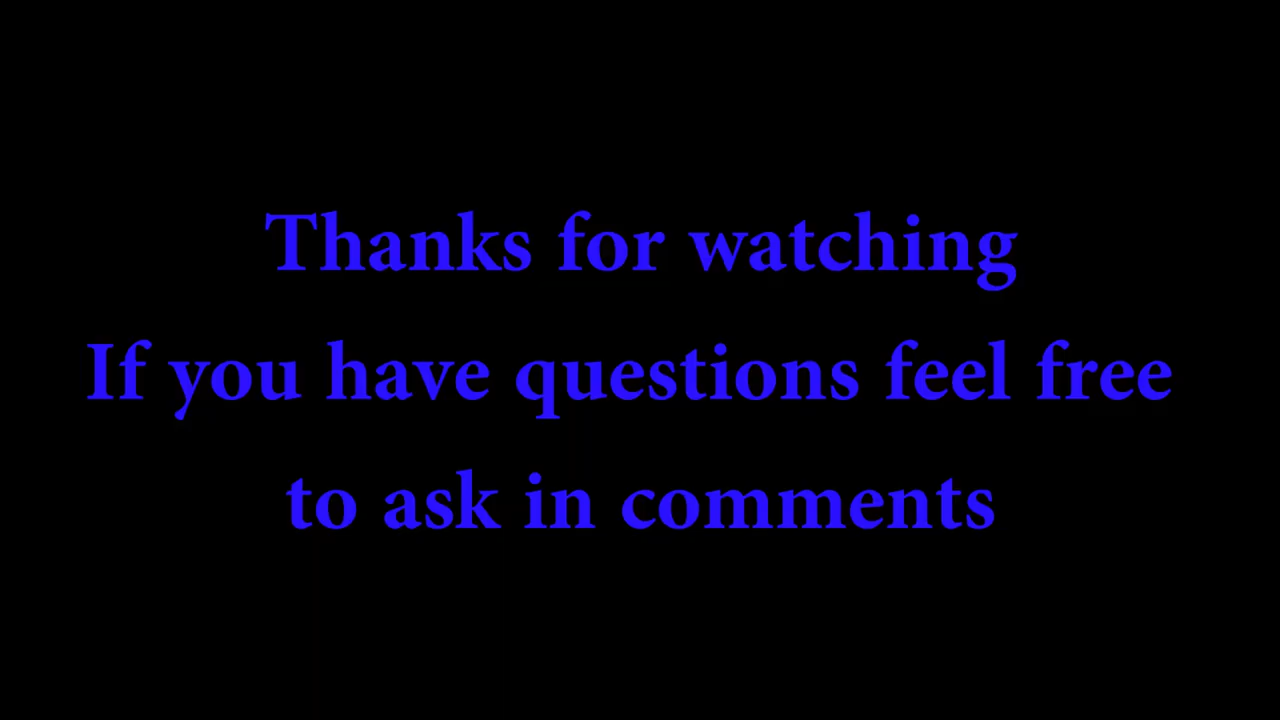 Thanks for watching
If you have questions feel free
to ask in comments